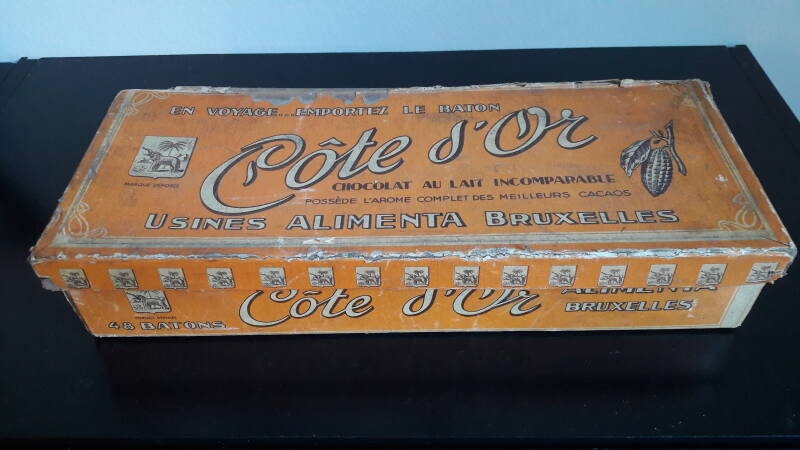 EN VOYAGE... EMPORTEZ LE BATON
Côte d'Or
MARQUE DÉPOSÉE
CHOCOLAT AU LAIT INCOMPARABLE
POSSÈDE L'AROME COMPLET DES MEILLEURS CACAOS
USINES ALIMENTA BRUXELLES
Côte d'Or
ALIMENTA
BRUXELLES
48 BATONS